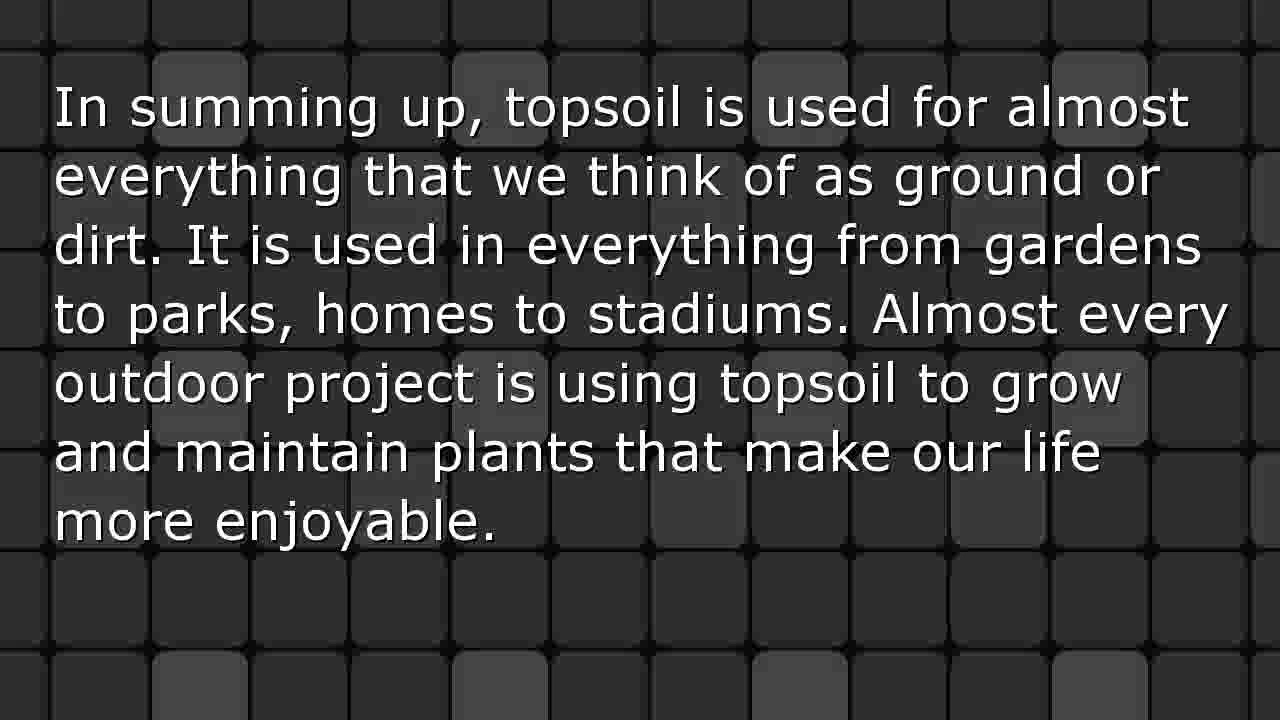 In summing up, topsoil is used for almost
everything that we think of as ground or
dirt. It is used in everything from gardens
to parks, homes to stadiums. Almost every
outdoor project is using topsoil to grow
and maintain plants that make our life
more enjoyable.